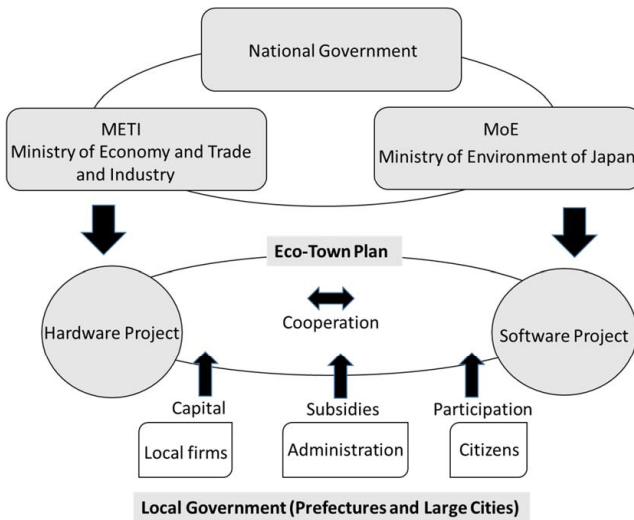 National Government
METI
Ministry of Economy and Trade
and Industry
MoE
Ministry of Environment of Japan
Eco-Town Plan
Hardware Project
Cooperation
Software Project
Capital
Subsidies
Participation
Local firms
Administration
Citizens
Local Government (Prefectures and Large Cities)